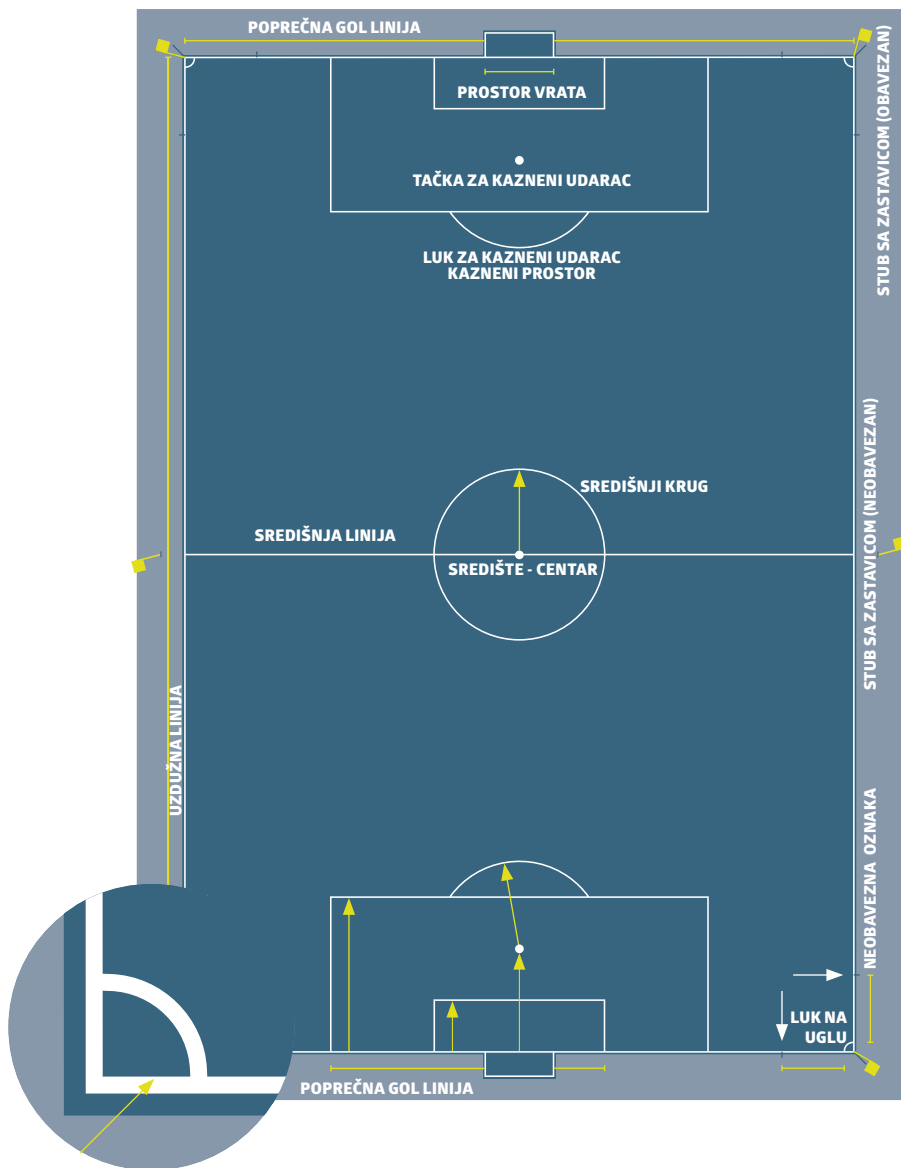 POPREČNA GOL LINIJA
STUB SA ZASTAVICOM (OBAVEZAN)
PROSTOR VRATA
TAČKA ZA KAZNENI UDARAC
LUK ZA KAZNENI UDARAC
KAZNENI PROSTOR
STUB SA ZASTAVICOM (NEOBAVEZAN)
SREDIŠNJI KRUG
SREDIŠNJA LINIJA
SREDIŠTE - CENTAR
UZDUŽNA LINIJA
NEOBAVEZNA OZNAKA
LUK NA
UGLU
POPREČNA GOL LINIJA